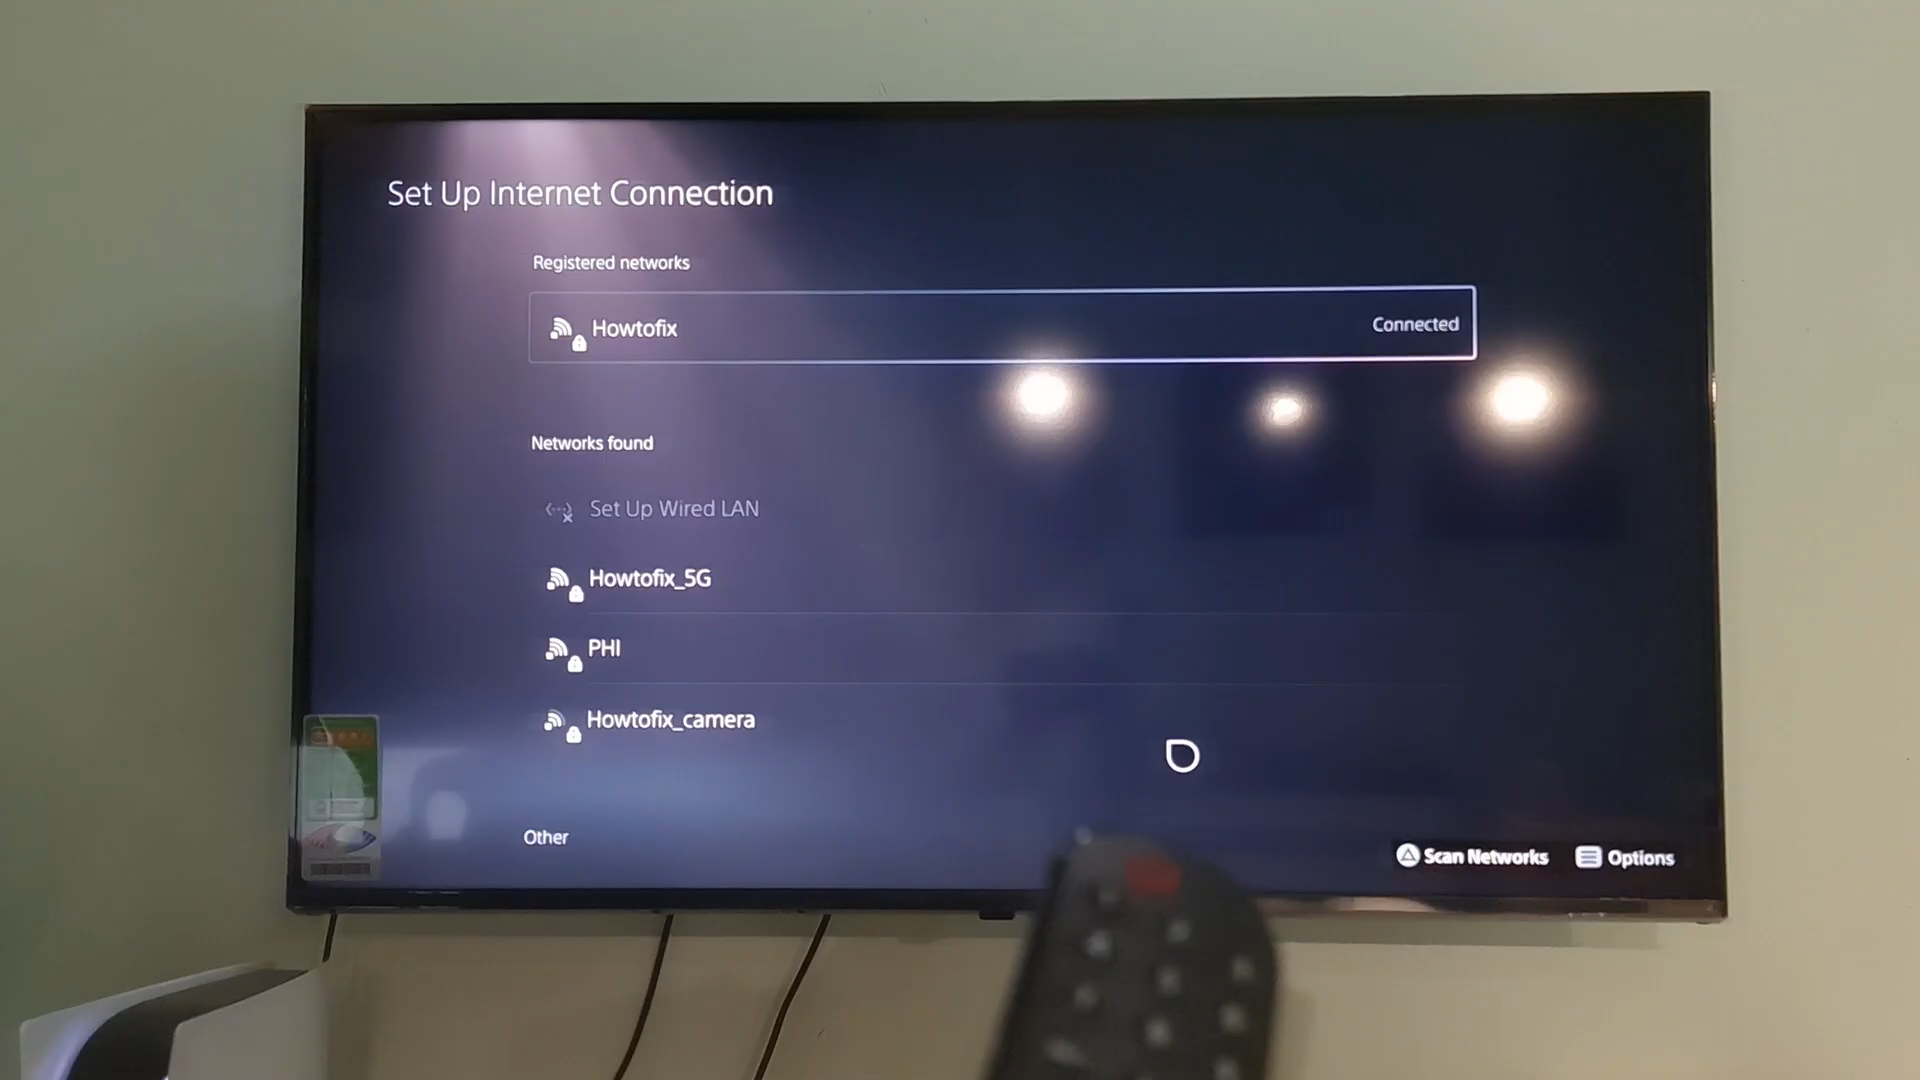 Set Up Internet Connection
Registered networks
Howtofix
Connected
Networks found
Set Up Wired LAN
Howtofix_5G
PHI
Howtofix_camera
Other
Scan Networks
Options